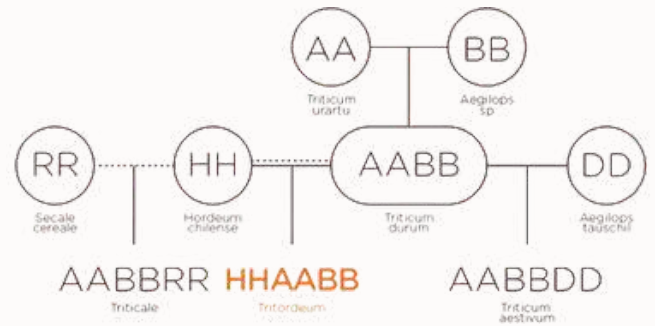 AA
BB
Triticum
urartu
Aegilops
sp
RR
HH
AABB
DD
Secale
cereale
Hordeum
chilense
Triticum
durum
Aegilops
tauschii
AABBRR
HHAABB
AABBDD
Triticale
Tritordeum
Triticum
aestivum